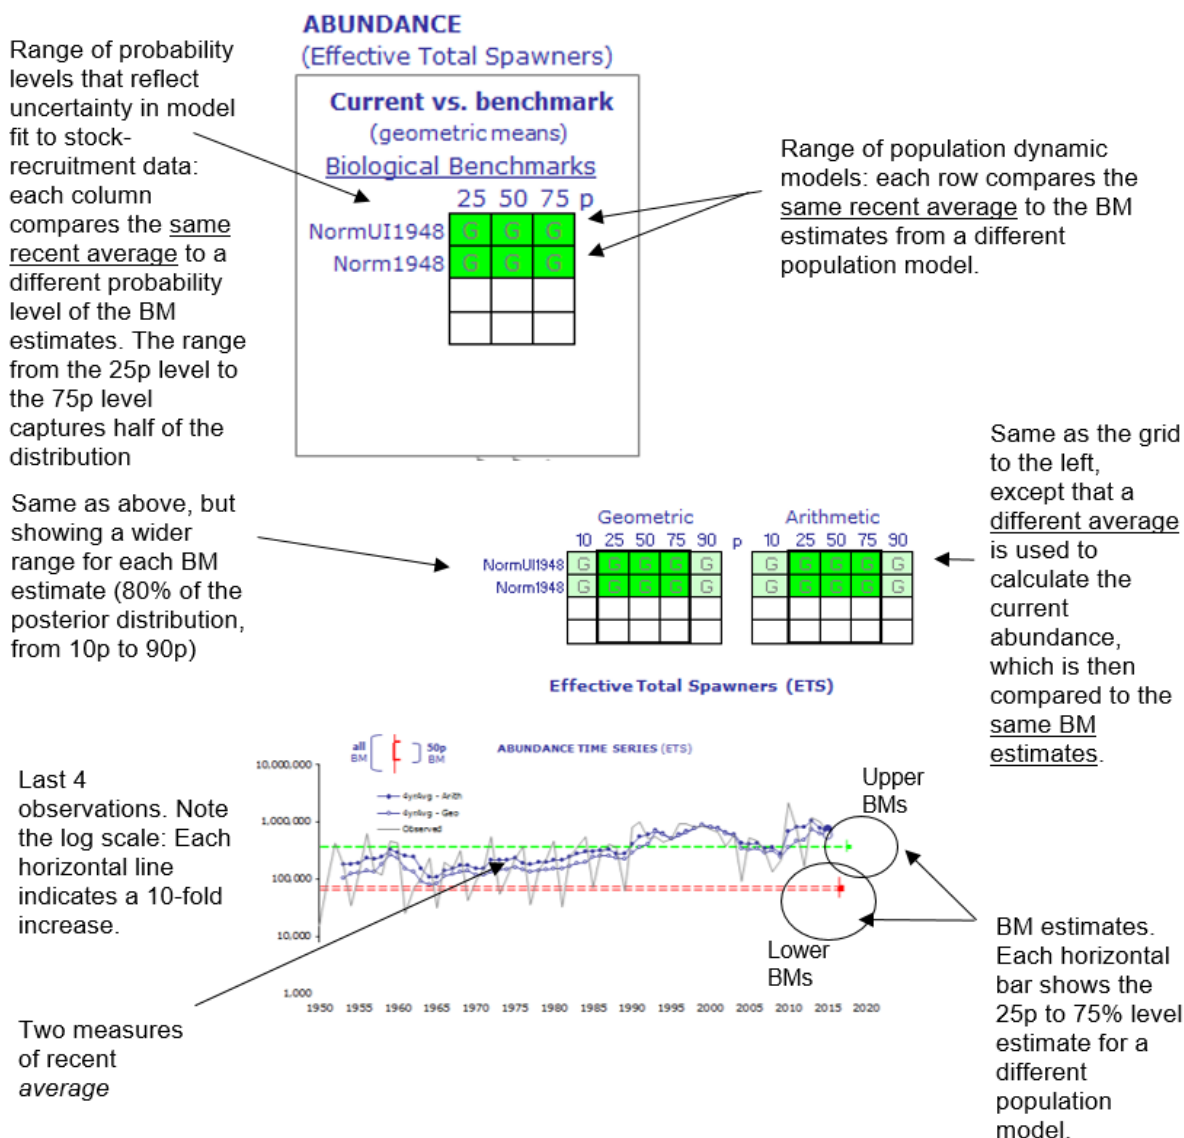 ABUNDANCE
(Effective Total Spawners)
Range of probability
levels that reflect
uncertainty in model
fit to stock-
recruitment data:
each column
compares the same
recent average to a
different probability
level of the BM
estimates. The range
from the 25p level to
the 75p level
captures half of the
distribution
Current vs. benchmark
(geometric means)
Biological Benchmarks
25 50 75 p
NormUI1948 G G G
Norm1948 G G G
Range of population dynamic
models: each row compares the
same recent average to the BM
estimates from a different
population model.
Same as above, but
showing a wider
range for each BM
estimate (80% of the
posterior distribution,
from 10p to 90p)
Geometric Arithmetic
10 25 50 75 90 p 10 25 50 75 90
NormUI1948 G G G G G G G G G G
Norm1948 G G G G G G G G G G
Same as the grid
to the left,
except that a
different average
is used to
calculate the
current
abundance,
which is then
compared to the
same BM
estimates.
Effective Total Spawners (ETS)
Last 4
observations. Note
the log scale: Each
horizontal line
indicates a 10-fold
increase.
Two measures
of recent
average
all
BM
50p
BM
ABUNDANCE TIME SERIES (ETS)
4yrAvg - Arith
4yrAvg - Geo
Observed
10,000,000
1,000,000
100,000
10,000
1,000
1950 1955 1960 1965 1970 1975 1980 1985 1990 1995 2000 2005 2010 2015 2020
Upper
BMs
Lower
BMs
BM estimates.
Each horizontal
bar shows the
25p to 75% level
estimate for a
different
population
model.